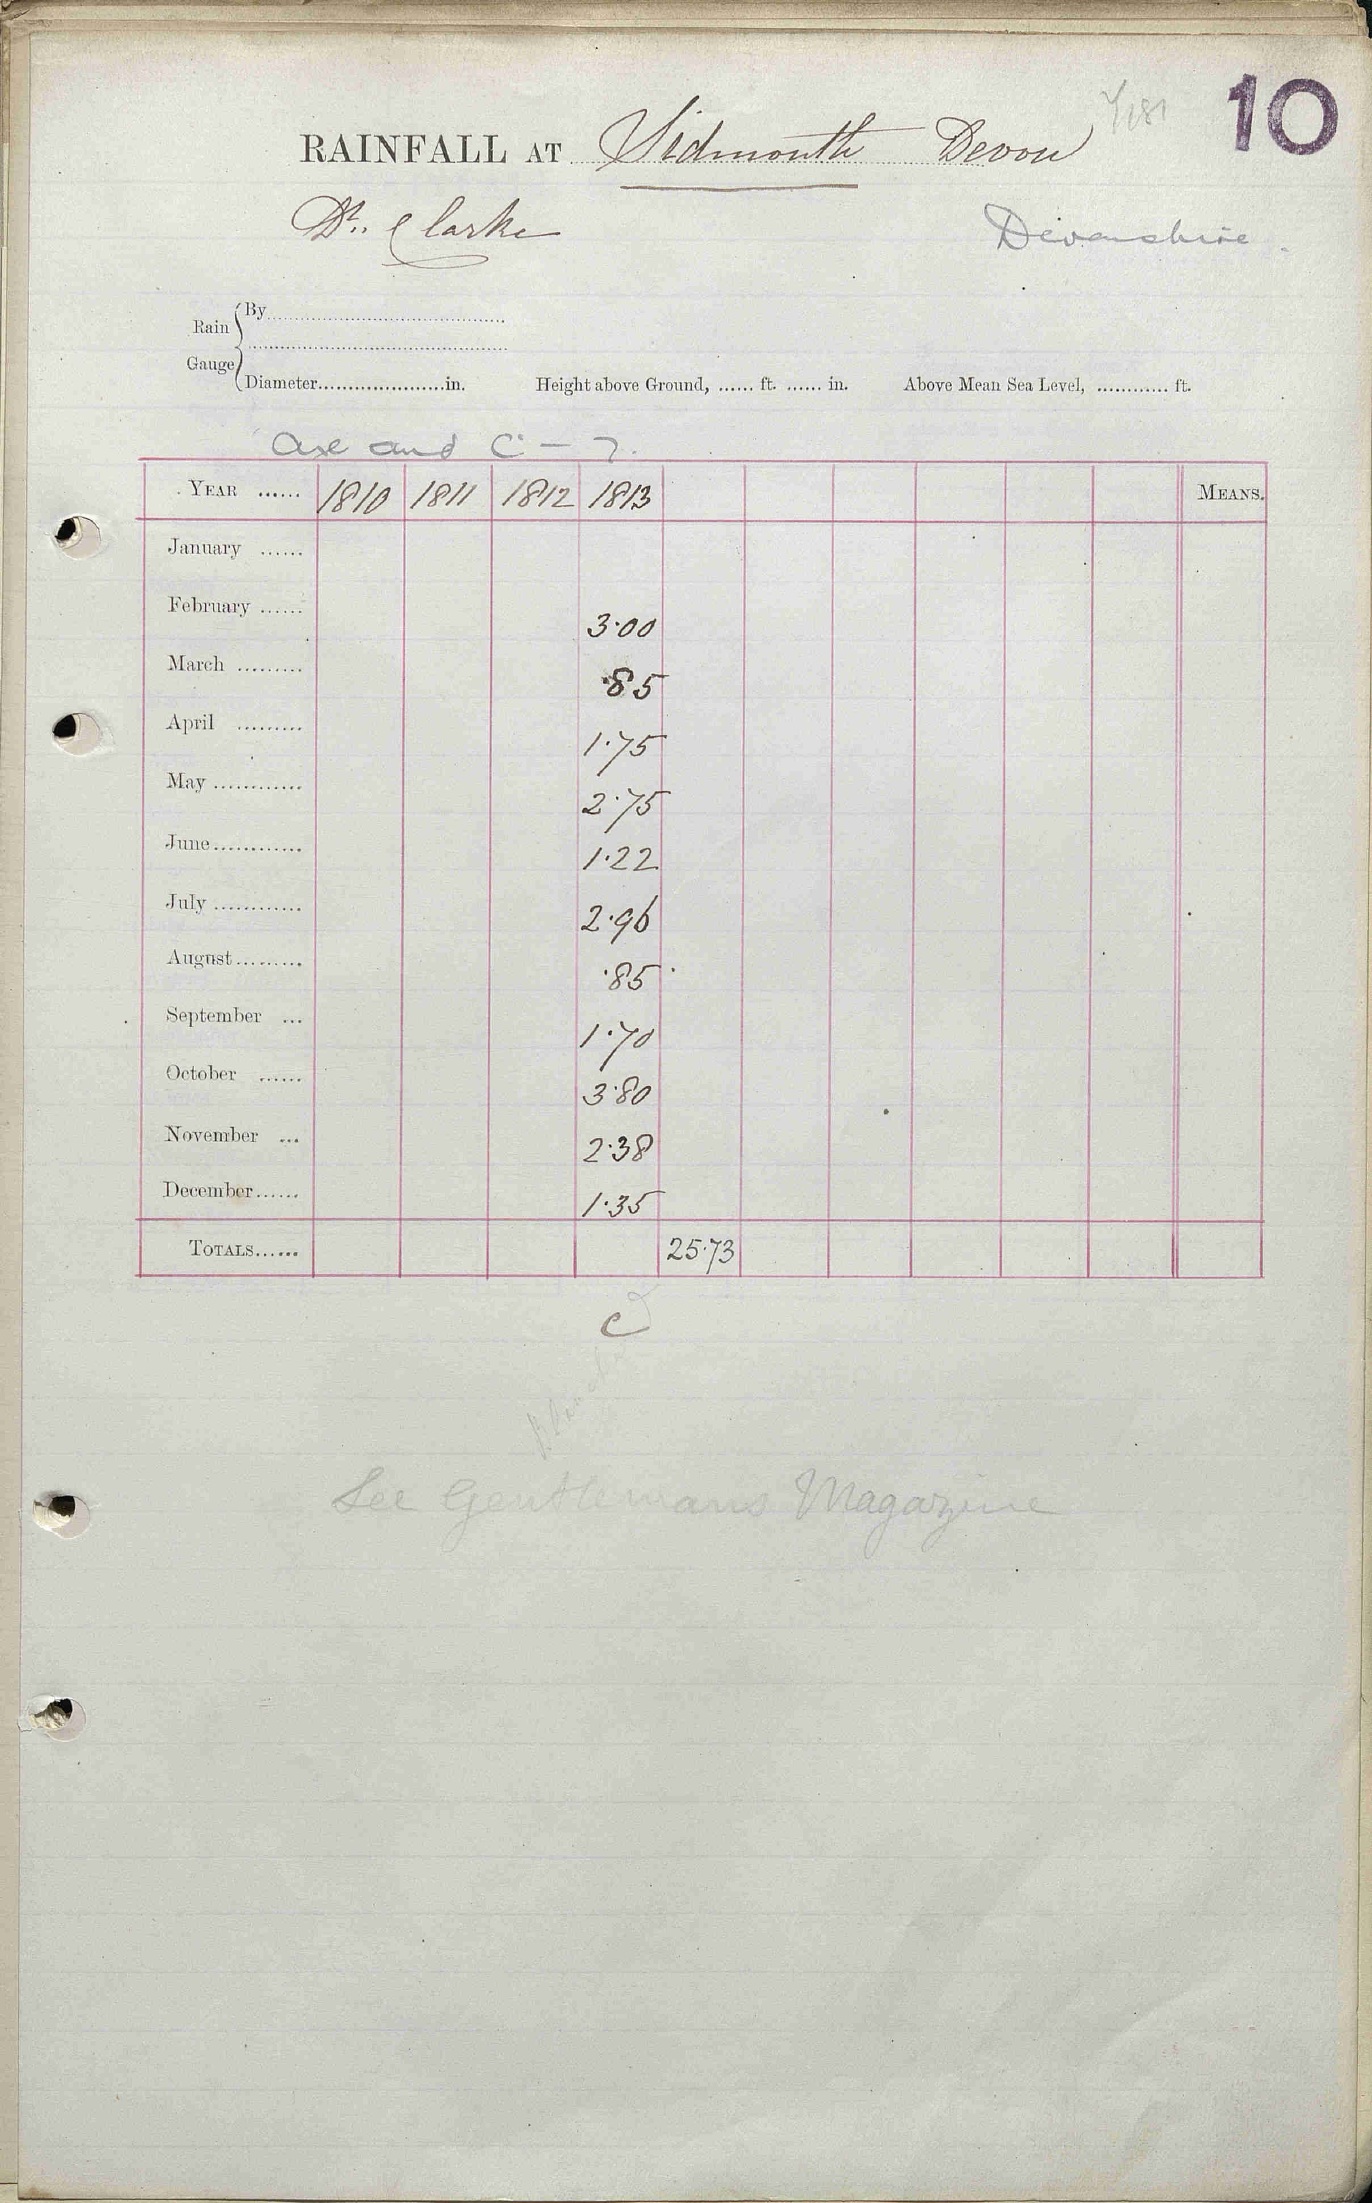 10
RAINFALL AT Sidmouth Devon
Dr. Clarke Devonshire.
Rain Gauge
By
Diameter in. Height above Ground, ft. in. Above Mean Sea Level, ft.
Axe and C - 7.
YEAR 1810 1811 1812 1813 MEANS.
January
February 3.00
March .85
April 1.75
May 2.75
June 1.22
July 2.96
August .85
September 1.70
October 3.80
November 2.38
December 1.35
TOTALS 25.73
C
See Gentlemans Magazine